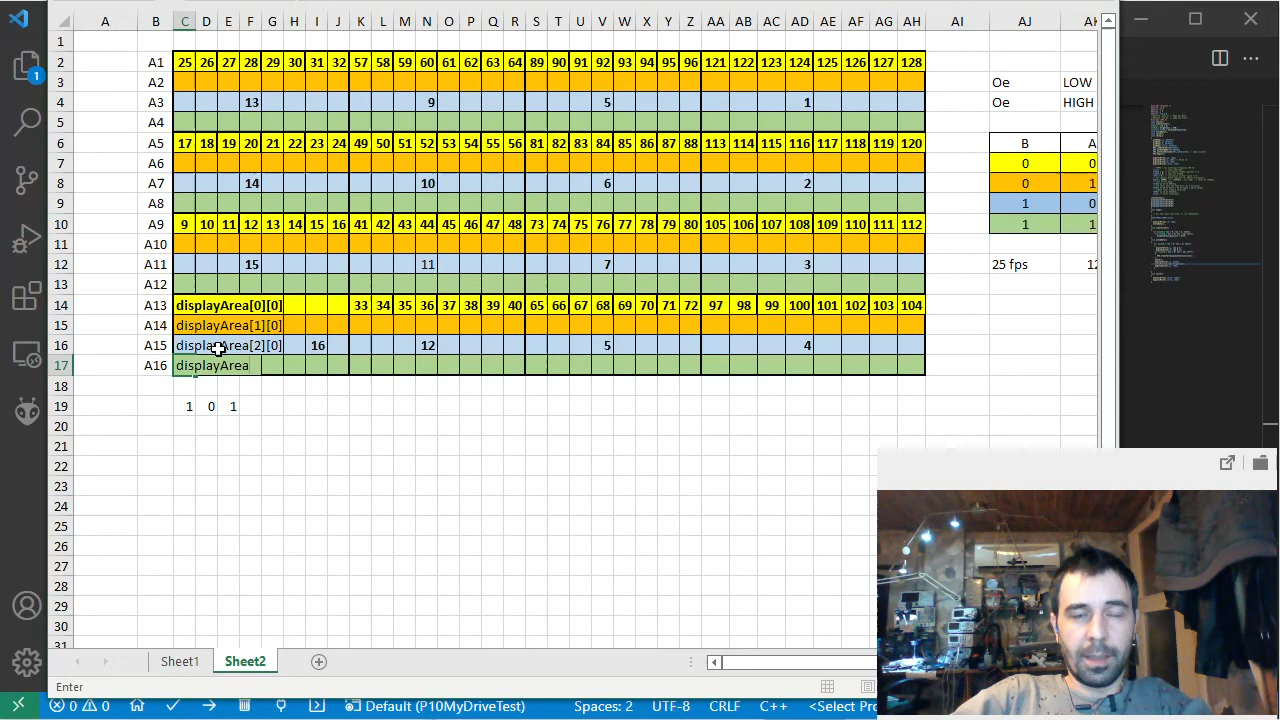 C D E F G H I J K L M N O P Q R S T U V W X Y Z AA AB AC AD AE AF AG AH AI AJ AK
1
2 A1 25 26 27 28 29 30 31 32 57 58 59 60 61 62 63 64 89 90 91 92 93 94 95 96 121 122 123 124 125 126 127 128
3 A2 Oe LOW
4 A3 13 9 5 1 Oe HIGH
5 A4
6 A5 17 18 19 20 21 22 23 24 49 50 51 52 53 54 55 56 81 82 83 84 85 86 87 88 113 114 115 116 117 118 119 120 B A
7 A6 0 0
8 A7 14 10 6 2 0 1
9 A8 1 0
10 A9 9 10 11 12 13 14 15 16 41 42 43 44 45 46 47 48 73 74 75 76 77 78 79 80 105 106 107 108 109 110 111 112 1 1
11 A10
12 A11 15 11 7 3 25 fps 12
13 A12
14 A13 displayArea[0][0] 33 34 35 36 37 38 39 40 65 66 67 68 69 70 71 72 97 98 99 100 101 102 103 104
15 A14 displayArea[1][0]
16 A15 displayArea[2][0] 16 12 5 4
17 A16 displayArea
18
19 1 0 1
20
21
22
23
24
25
26
27
28
29
30
31
Sheet1 Sheet2
Enter
0 0 Default (P10MyDriveTest) Spaces: 2 UTF-8 CRLF C++ <Select Pro
A B
1